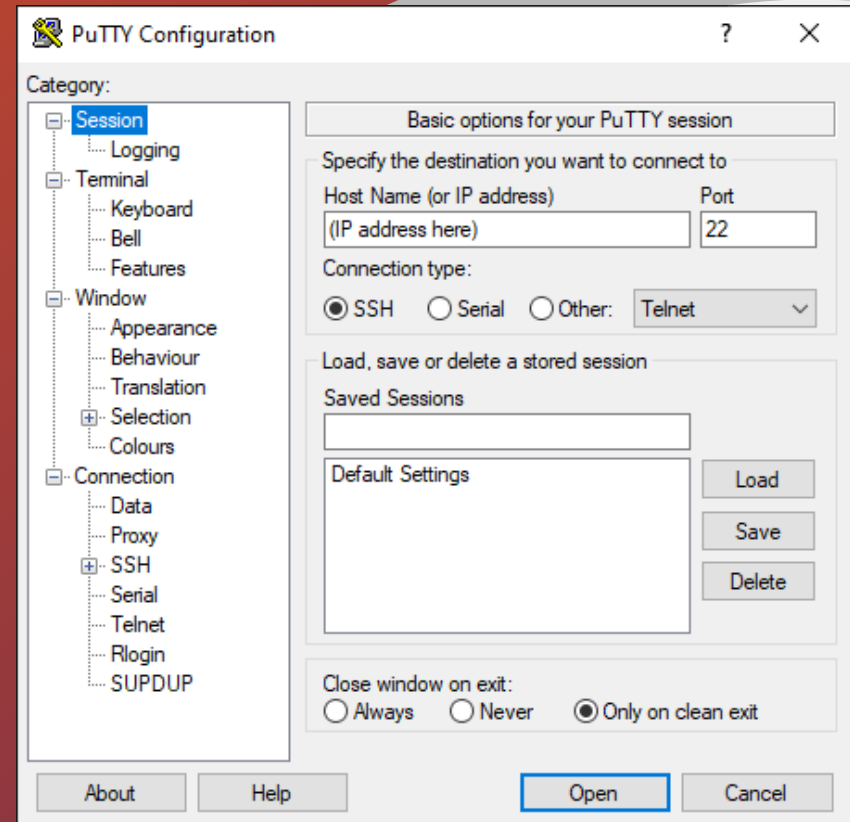 PuTTY Configuration
?
Category:
Session
Logging
Terminal
Keyboard
Bell
Features
Window
Appearance
Behaviour
Translation
Selection
Colours
Connection
Data
Proxy
SSH
Serial
Telnet
Rlogin
SUPDUP
Basic options for your PuTTY session
Specify the destination you want to connect to
Host Name (or IP address) Port
(IP address here) 22
Connection type:
SSH Serial Other: Telnet
Load, save or delete a stored session
Saved Sessions
Default Settings
Load
Save
Delete
Close window on exit:
Always Never Only on clean exit
About Help Open Cancel